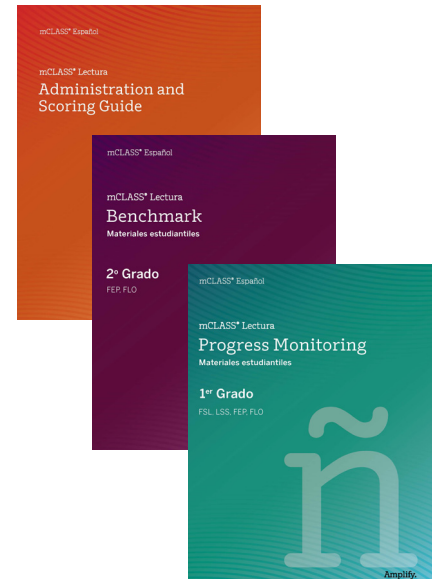 mCLASS® Español
mCLASS® Lectura
Administration and
Scoring Guide
mCLASS® Español
mCLASS® Lectura
Benchmark
Materiales estudiantiles
2º Grado
FEP, FLO
mCLASS® Español
mCLASS® Lectura
Progress Monitoring
Materiales estudiantiles
1er Grado
FSL, LSS, FEP, FLO
ñ
Amplify.